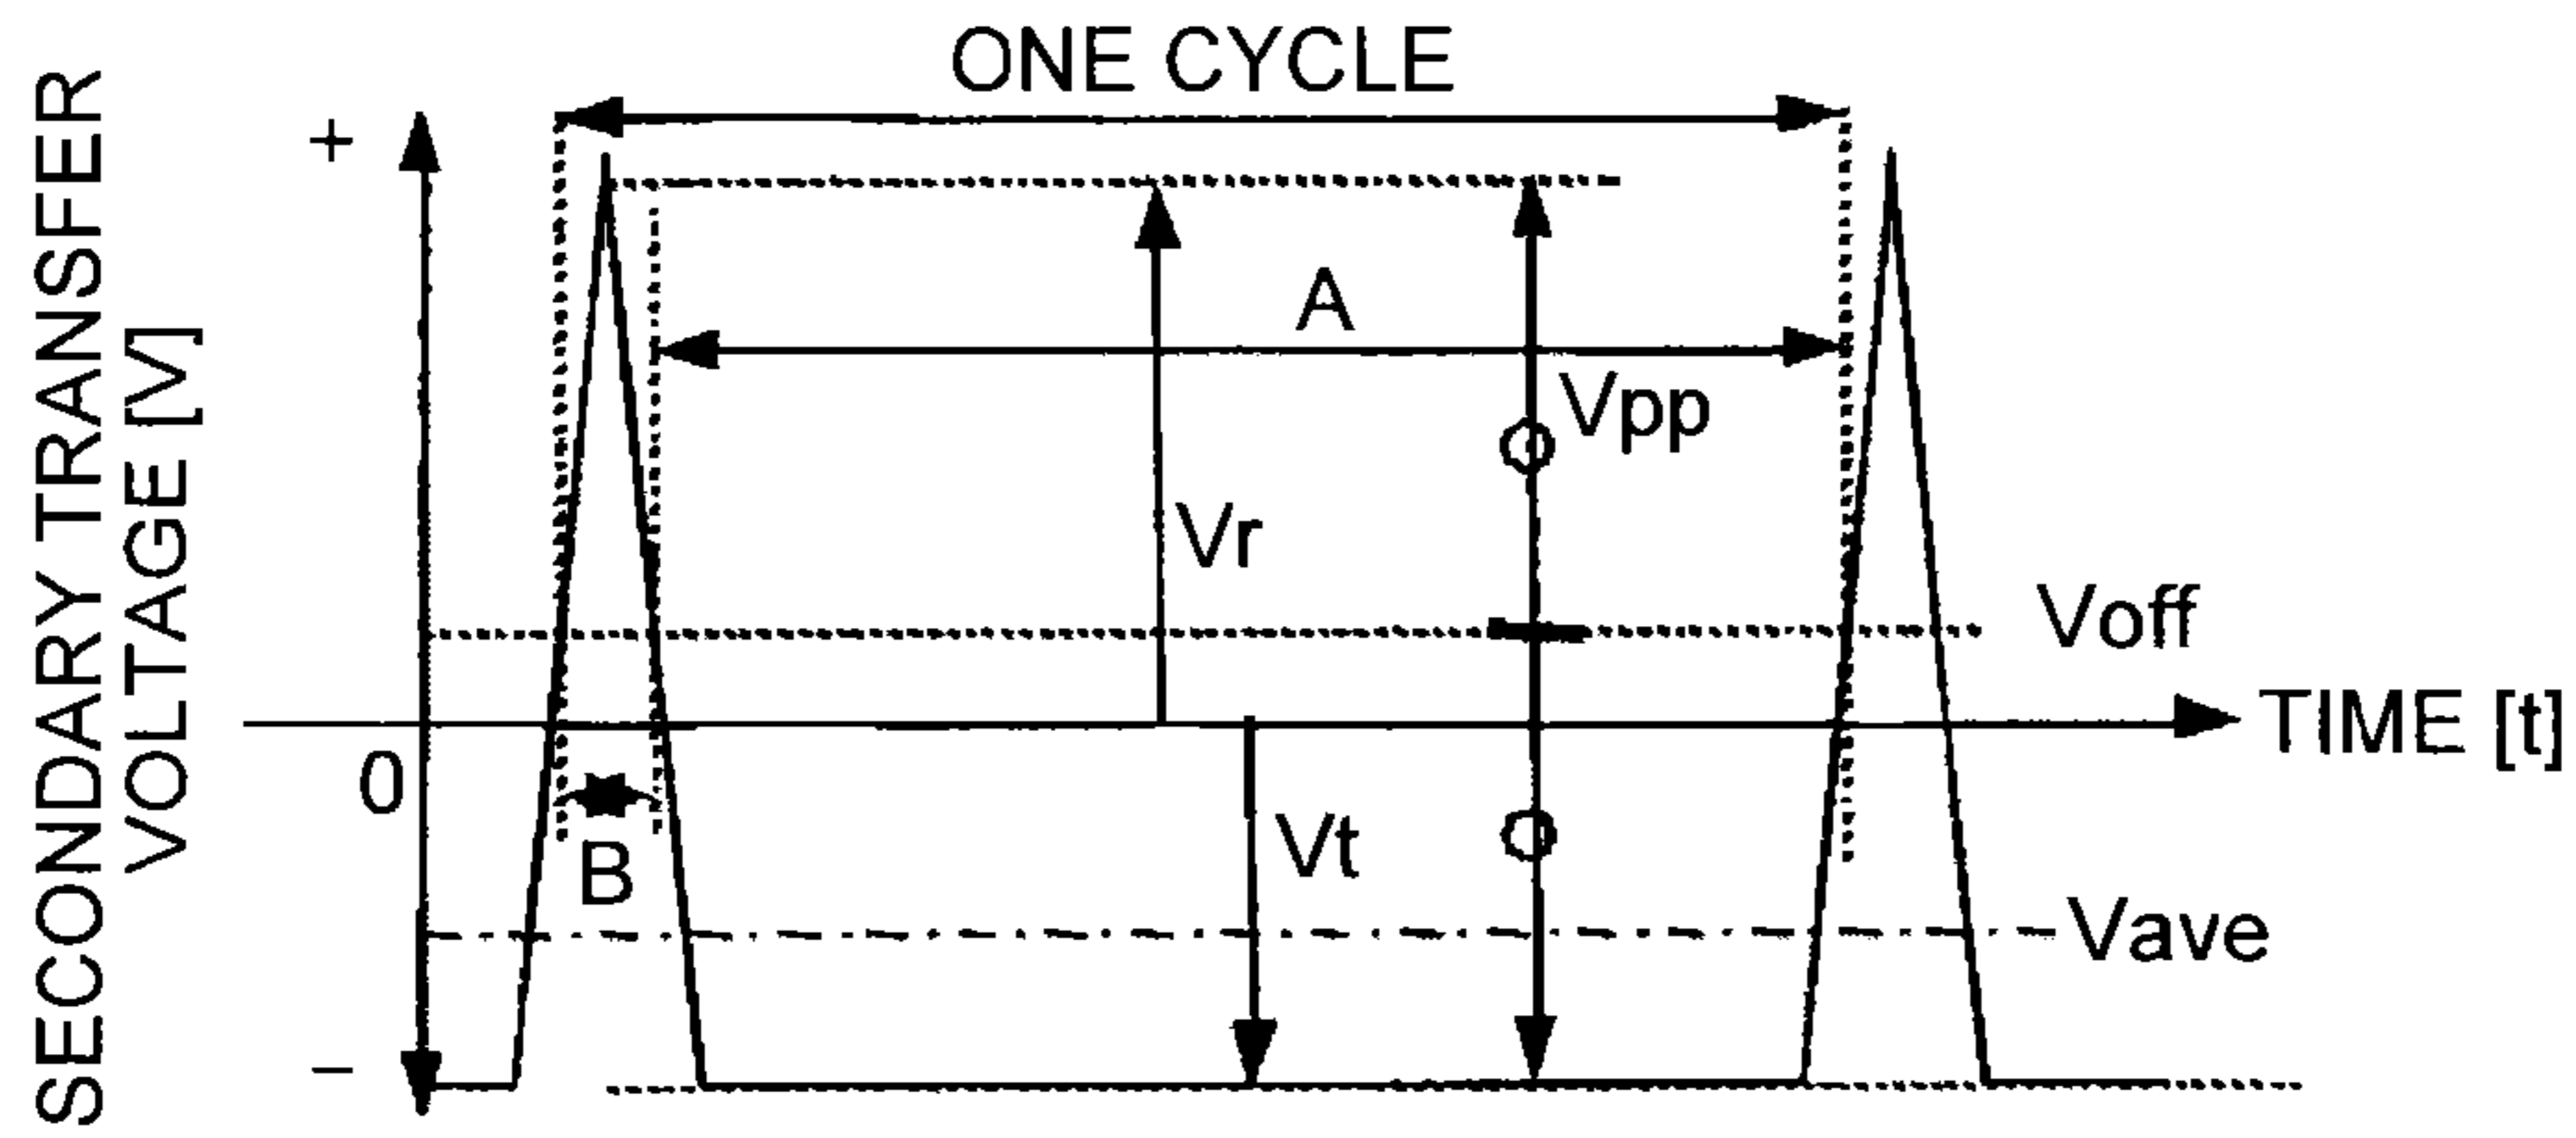 ONE CYCLE
SECONDARY TRANSFER
VOLTAGE [V]
+
A
Vpp
Vr
Voff
TIME [t]
0
B
Vt
Vave
−